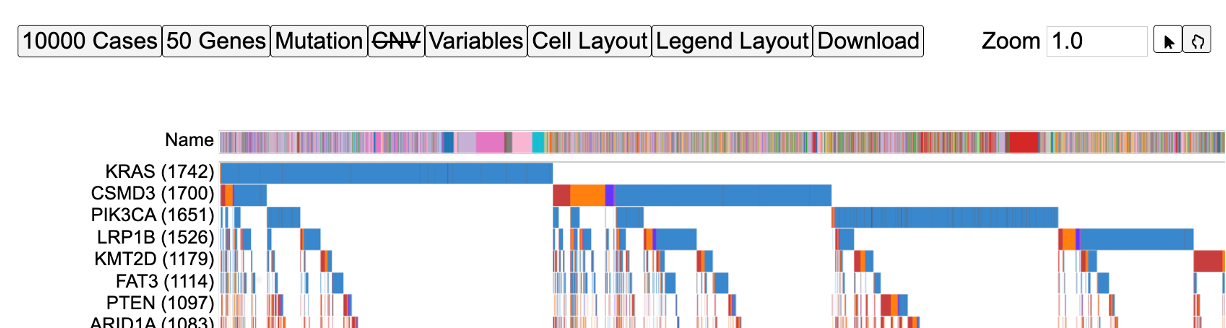 10000 Cases 50 Genes Mutation CNV Variables Cell Layout Legend Layout Download Zoom 1.0
Name
KRAS (1742)
CSMD3 (1700)
PIK3CA (1651)
LRP1B (1526)
KMT2D (1179)
FAT3 (1114)
PTEN (1097)
ARID1A (1083)